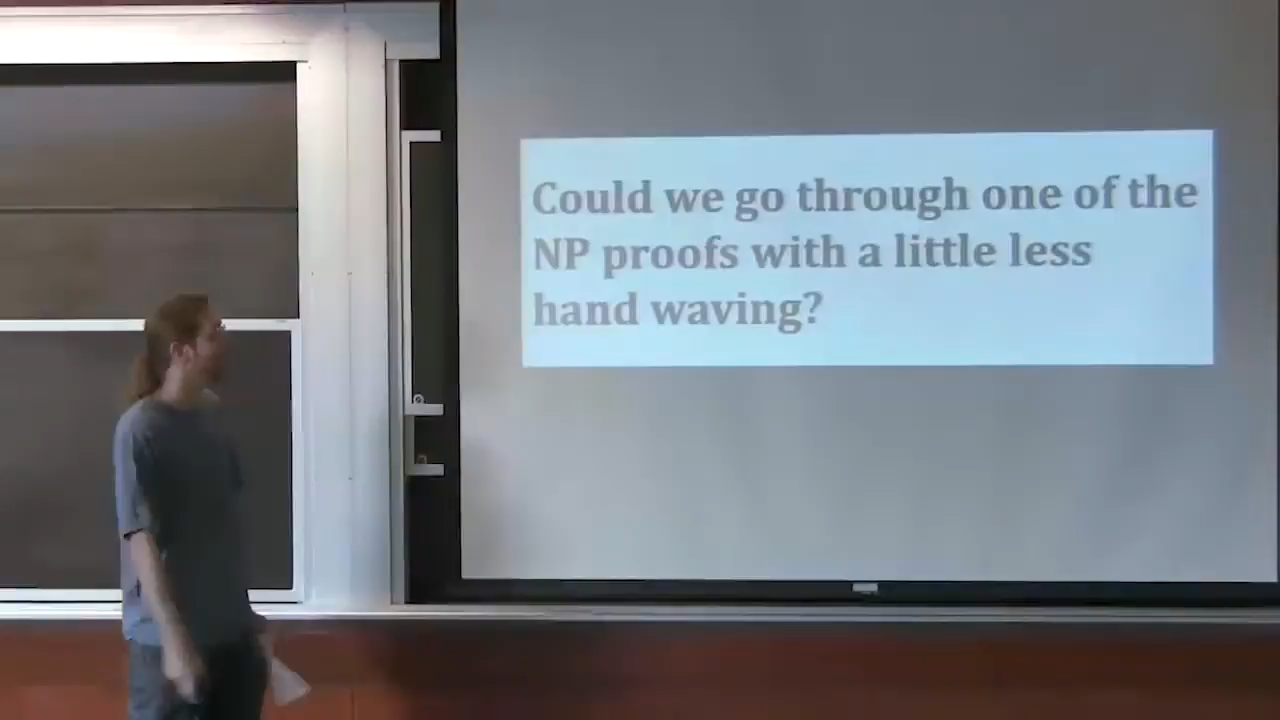 Could we go through one of the
NP proofs with a little less
hand waving?